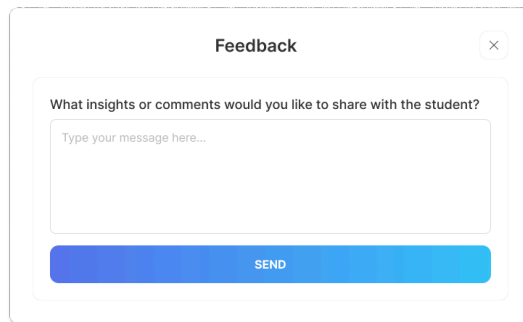 Feedback
What insights or comments would you like to share with the student?
Type your message here...
SEND